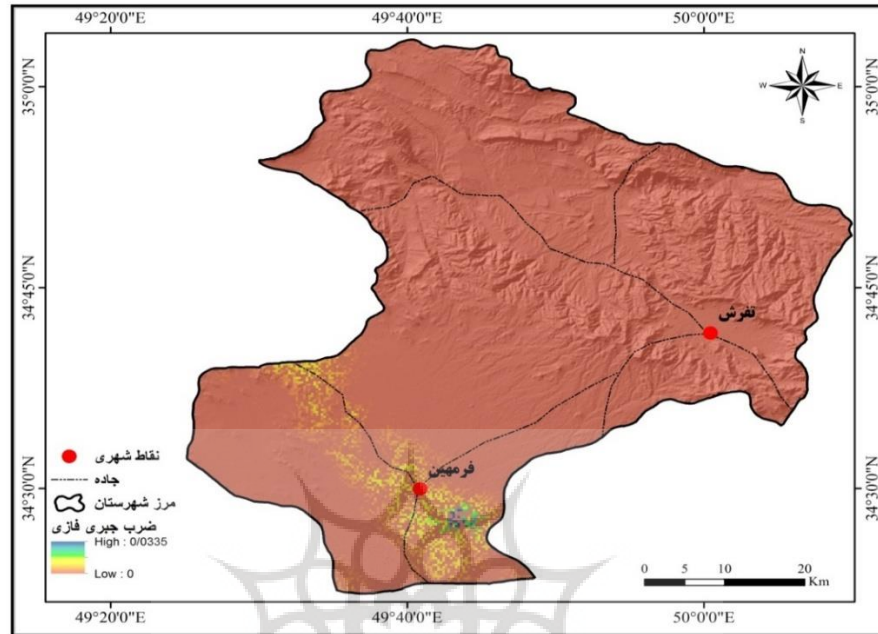 49°20'0"E
49°40'0"E
50°0'0"E
35°0'0"N
35°0'0"N
N
W
E
S
34°45'0"N
34°45'0"N
تفرش
نقاط شهری
جاده
مرز شهرستان
ضرب جبری فازی
High : 0/0335
Low : 0
فرمهین
34°30'0"N
34°30'0"N
0 5 10 20
Km
49°20'0"E
49°40'0"E
50°0'0"E